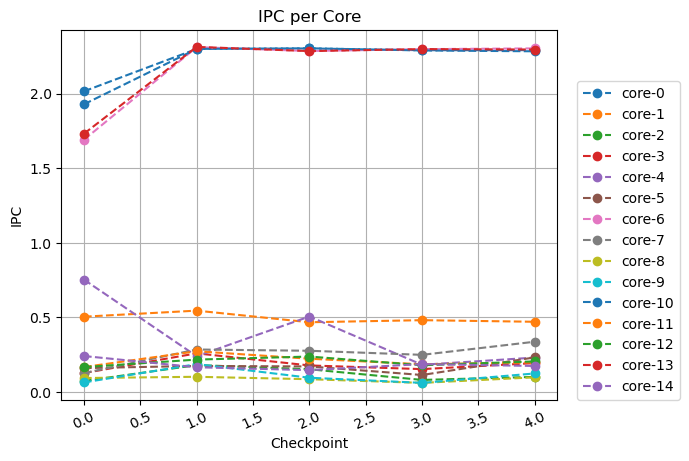 IPC per Core
IPC
2.0
1.5
1.0
0.5
0.0
0.0 0.5 1.0 1.5 2.0 2.5 3.0 3.5 4.0
Checkpoint
core-0
core-1
core-2
core-3
core-4
core-5
core-6
core-7
core-8
core-9
core-10
core-11
core-12
core-13
core-14